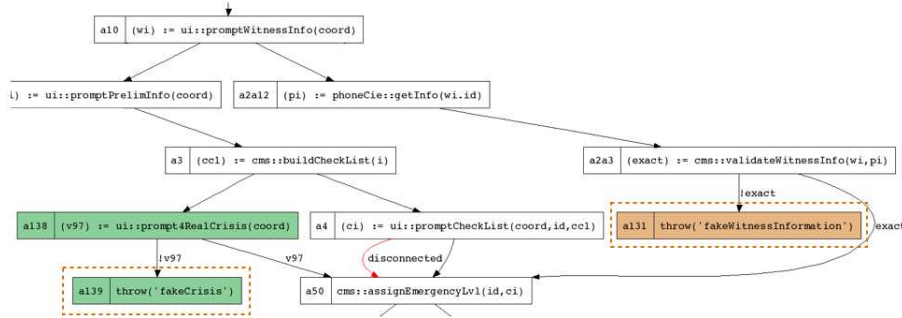 a10 (wi) := ui::promptWitnessInfo(coord)
i) := ui::promptPrelimInfo(coord)
a2a12 (pi) := phoneCie::getInfo(wi.id)
a3 (ccl) := cms::buildCheckList(i)
a2a3 (exact) := cms::validateWitnessInfo(wi,pi)
!exact
a138 (v97) := ui::prompt4RealCrisis(coord)
a4 (ci) := ui::promptCheckList(coord,id,ccl)
a131 throw('fakeWitnessInformation')
exact
!v97
v97
disconnected
a139 throw('fakeCrisis')
a50 cms::assignEmergencyLvl(id,ci)